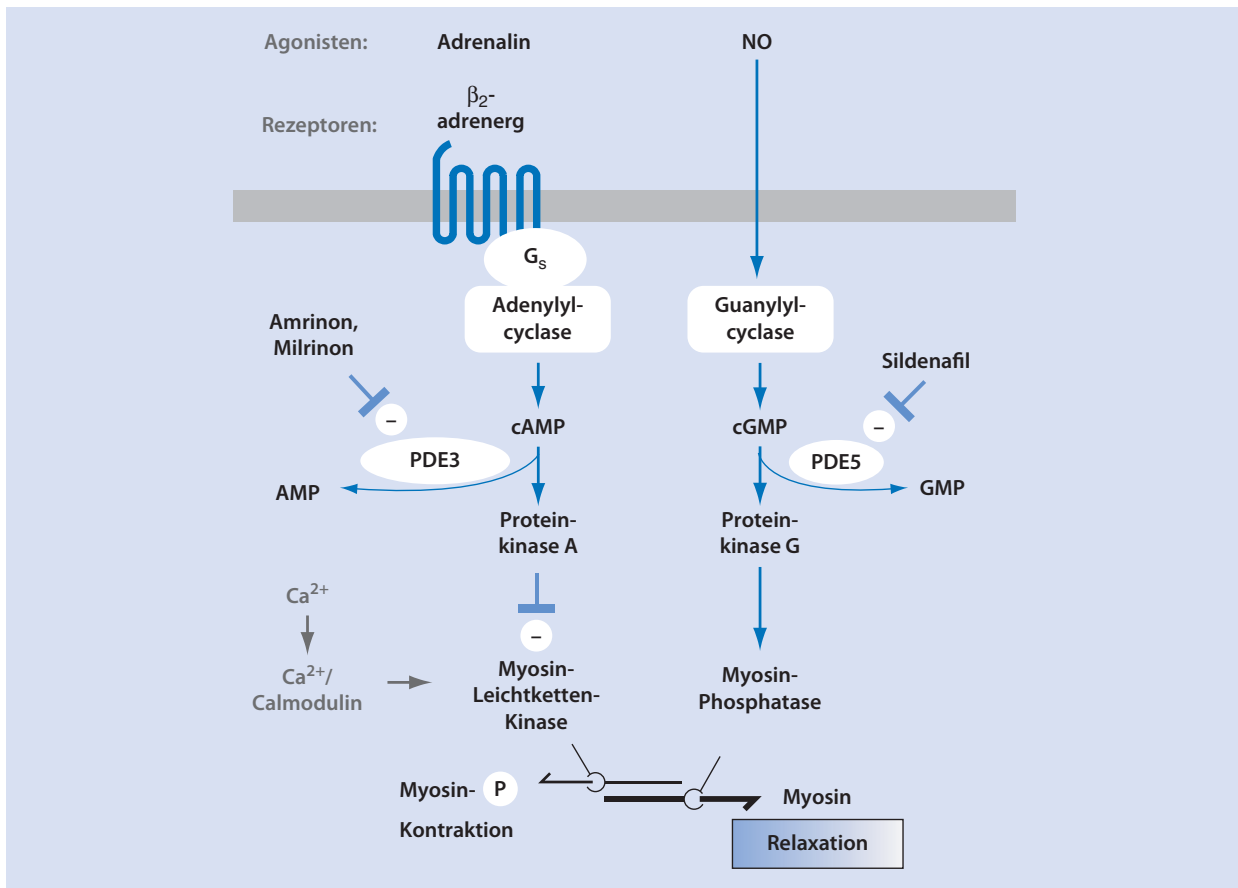 Agonisten: Adrenalin NO
Rezeptoren: β₂-
adrenerg
Gₛ
Adenylyl-
cyclase
Guanylyl-
cyclase
Amrinon,
Milrinon
Sildenafil
–
–
cAMP
cGMP
PDE3
PDE5
AMP
GMP
Protein-
kinase A
Protein-
kinase G
Ca²⁺
–
Ca²⁺/
Calmodulin
Myosin-
Leichtketten-
Kinase
Myosin-
Phosphatase
Myosin- P
Kontraktion
Myosin
Relaxation